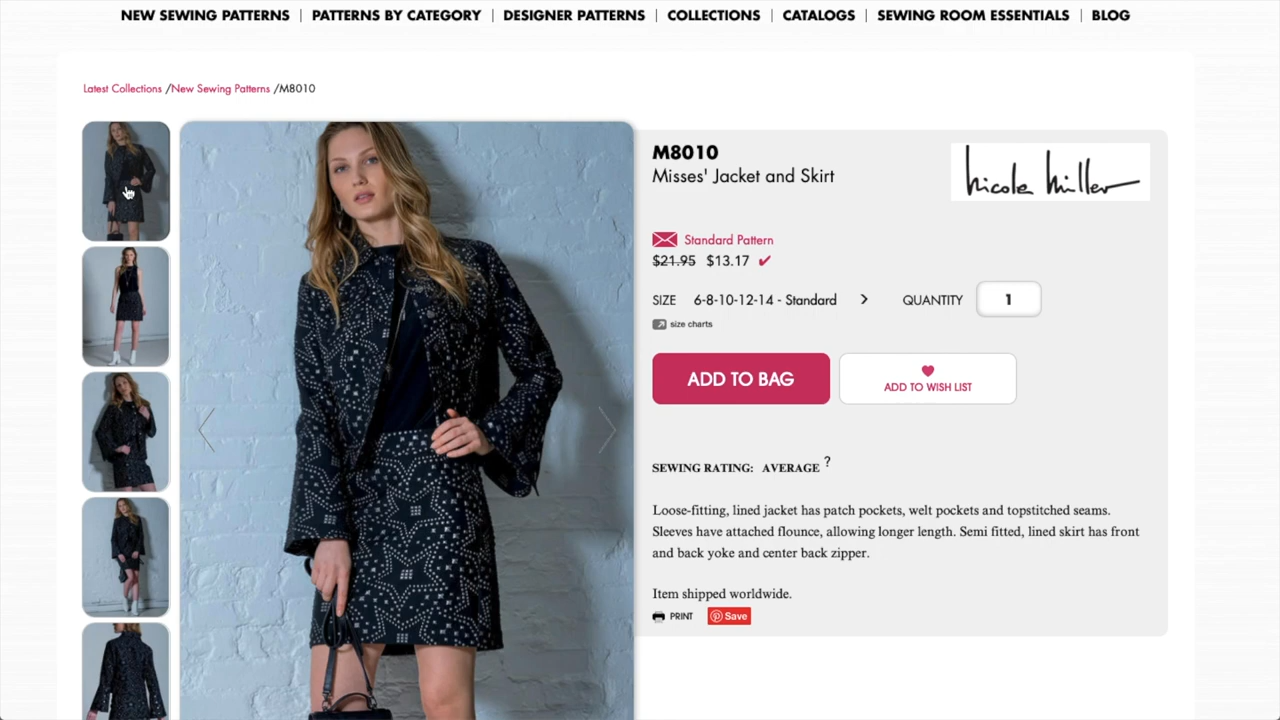 NEW SEWING PATTERNS | PATTERNS BY CATEGORY | DESIGNER PATTERNS | COLLECTIONS | CATALOGS | SEWING ROOM ESSENTIALS | BLOG
Latest Collections /New Sewing Patterns /M8010
M8010
nicole miller
Misses' Jacket and Skirt
Standard Pattern
$21.95 $13.17 ✔
SIZE 6-8-10-12-14 - Standard > QUANTITY 1
size charts
ADD TO BAG
ADD TO WISH LIST
SEWING RATING: AVERAGE ?
Loose-fitting, lined jacket has patch pockets, welt pockets and topstitched seams.
Sleeves have attached flounce, allowing longer length. Semi fitted, lined skirt has front
and back yoke and center back zipper.
Item shipped worldwide.
PRINT Save